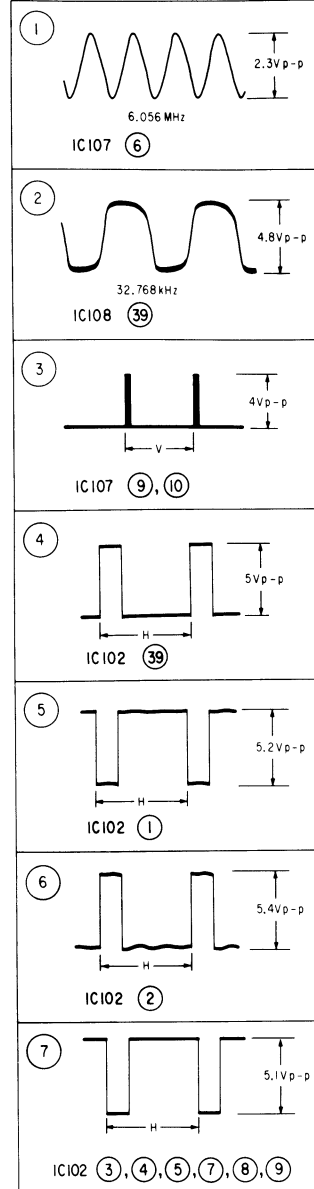 1
2.3Vp-p
6.056 MHz
IC107 6
2
4.8Vp-p
32.768kHz
IC108 39
3
4Vp-p
V
IC107 9, 10
4
5Vp-p
H
IC102 39
5
5.2Vp-p
H
IC102 1
6
5.4Vp-p
H
IC102 2
7
5.1Vp-p
H
IC102 3, 4, 5, 7, 8, 9